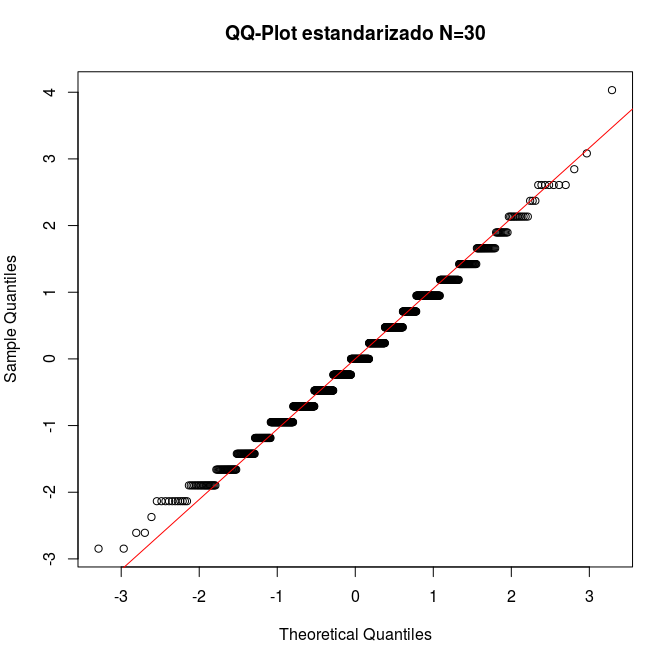 QQ-Plot estandarizado N=30
Sample Quantiles
4
3
2
1
0
-1
-2
-3
-3 -2 -1 0 1 2 3
Theoretical Quantiles